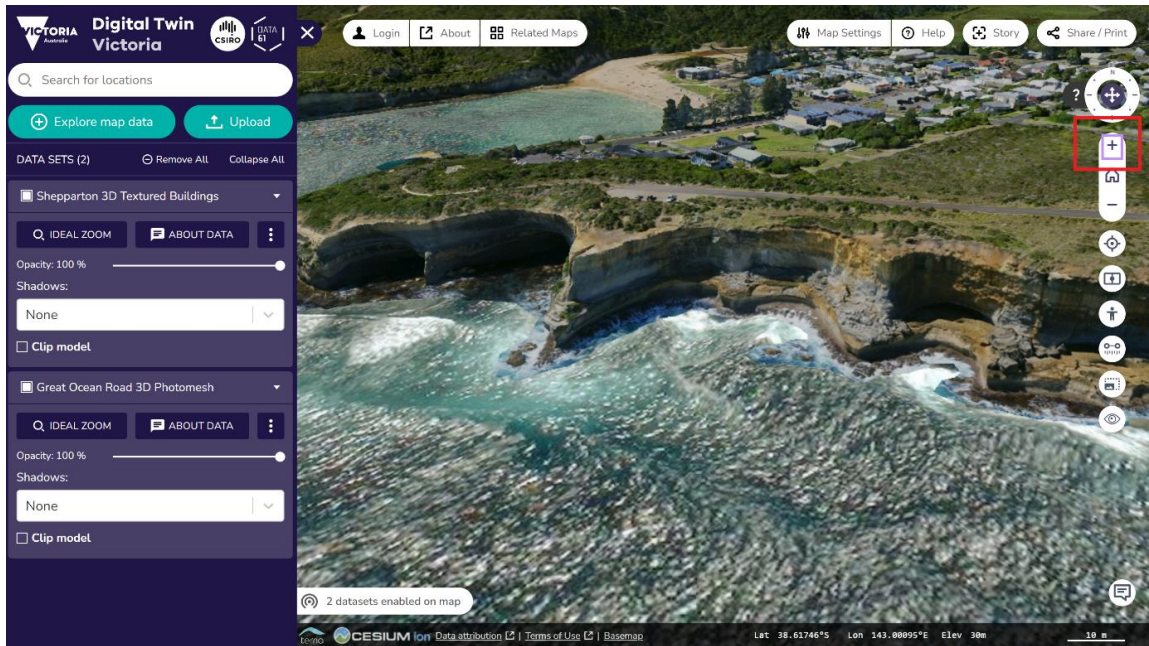 VICTORIA
Australia
Digital Twin
Victoria
CSIRO
DATA
61
Login
About
Related Maps
Map Settings
Help
Story
Share / Print
Search for locations
Explore map data
Upload
DATA SETS (2)
Remove All
Collapse All
Shepparton 3D Textured Buildings
IDEAL ZOOM
ABOUT DATA
Opacity: 100 %
Shadows:
None
Clip model
Great Ocean Road 3D Photomesh
IDEAL ZOOM
ABOUT DATA
Opacity: 100 %
Shadows:
None
Clip model
N
?
2 datasets enabled on map
terria
CESIUM ion Data attribution | Terms of Use | Basemap
Lat 38.61746°S Lon 143.00095°E Elev 30m
10 m